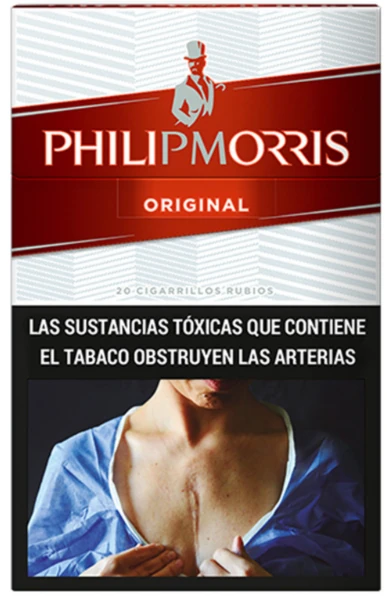 PHILIPMORRIS
ORIGINAL
20 CIGARRILLOS RUBIOS
LAS SUSTANCIAS TÓXICAS QUE CONTIENE
EL TABACO OBSTRUYEN LAS ARTERIAS